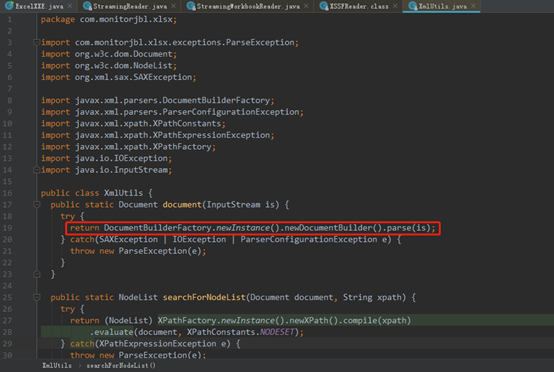 ExcelXXE.java × StreamingReader.java × StreamingWorkbookReader.java × XSSFReader.class × XmlUtils.java ×
1 package com.monitorjbl.xlsx;
2
3 import com.monitorjbl.xlsx.exceptions.ParseException;
4 import org.w3c.dom.Document;
5 import org.w3c.dom.NodeList;
6 import org.xml.sax.SAXException;
7
8 import javax.xml.parsers.DocumentBuilderFactory;
9 import javax.xml.parsers.ParserConfigurationException;
10 import javax.xml.xpath.XPathConstants;
11 import javax.xml.xpath.XPathExpressionException;
12 import javax.xml.xpath.XPathFactory;
13 import java.io.IOException;
14 import java.io.InputStream;
15
16 public class XmlUtils {
17 public static Document document(InputStream is) {
18 try {
19 return DocumentBuilderFactory.newInstance().newDocumentBuilder().parse(is);
20 } catch(SAXException | IOException | ParserConfigurationException e) {
21 throw new ParseException(e);
22 }
23 }
24
25 public static NodeList searchForNodeList(Document document, String xpath) {
26 try {
27 return (NodeList) XPathFactory.newInstance().newXPath().compile(xpath)
28 .evaluate(document, XPathConstants.NODESET);
29 } catch(XPathExpressionException e) {
30 throw new ParseException(e);
XmlUtils › searchForNodeList()